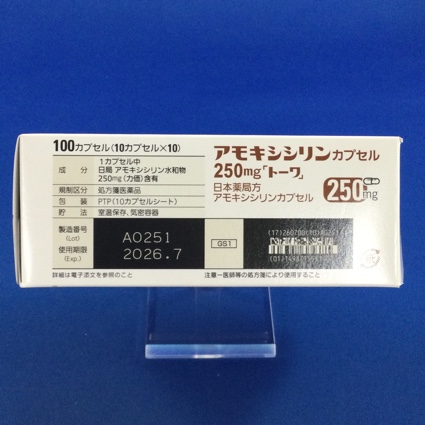 100カプセル(10カプセル×10)
成分 1カプセル中
日局 アモキシシリン水和物
250mg(力価)含有
規制区分 処方箋医薬品
包装 PTP(10カプセルシート)
貯法 室温保存、気密容器
製造番号
(Lot) A0251
使用期限
(Exp.) 2026.7
詳細は電子添文を参照のこと
アモキシシリンカプセル
250mg「トーワ」
日本薬局方
アモキシシリンカプセル
250mg
GS1
注意−医師等の処方箋により使用すること